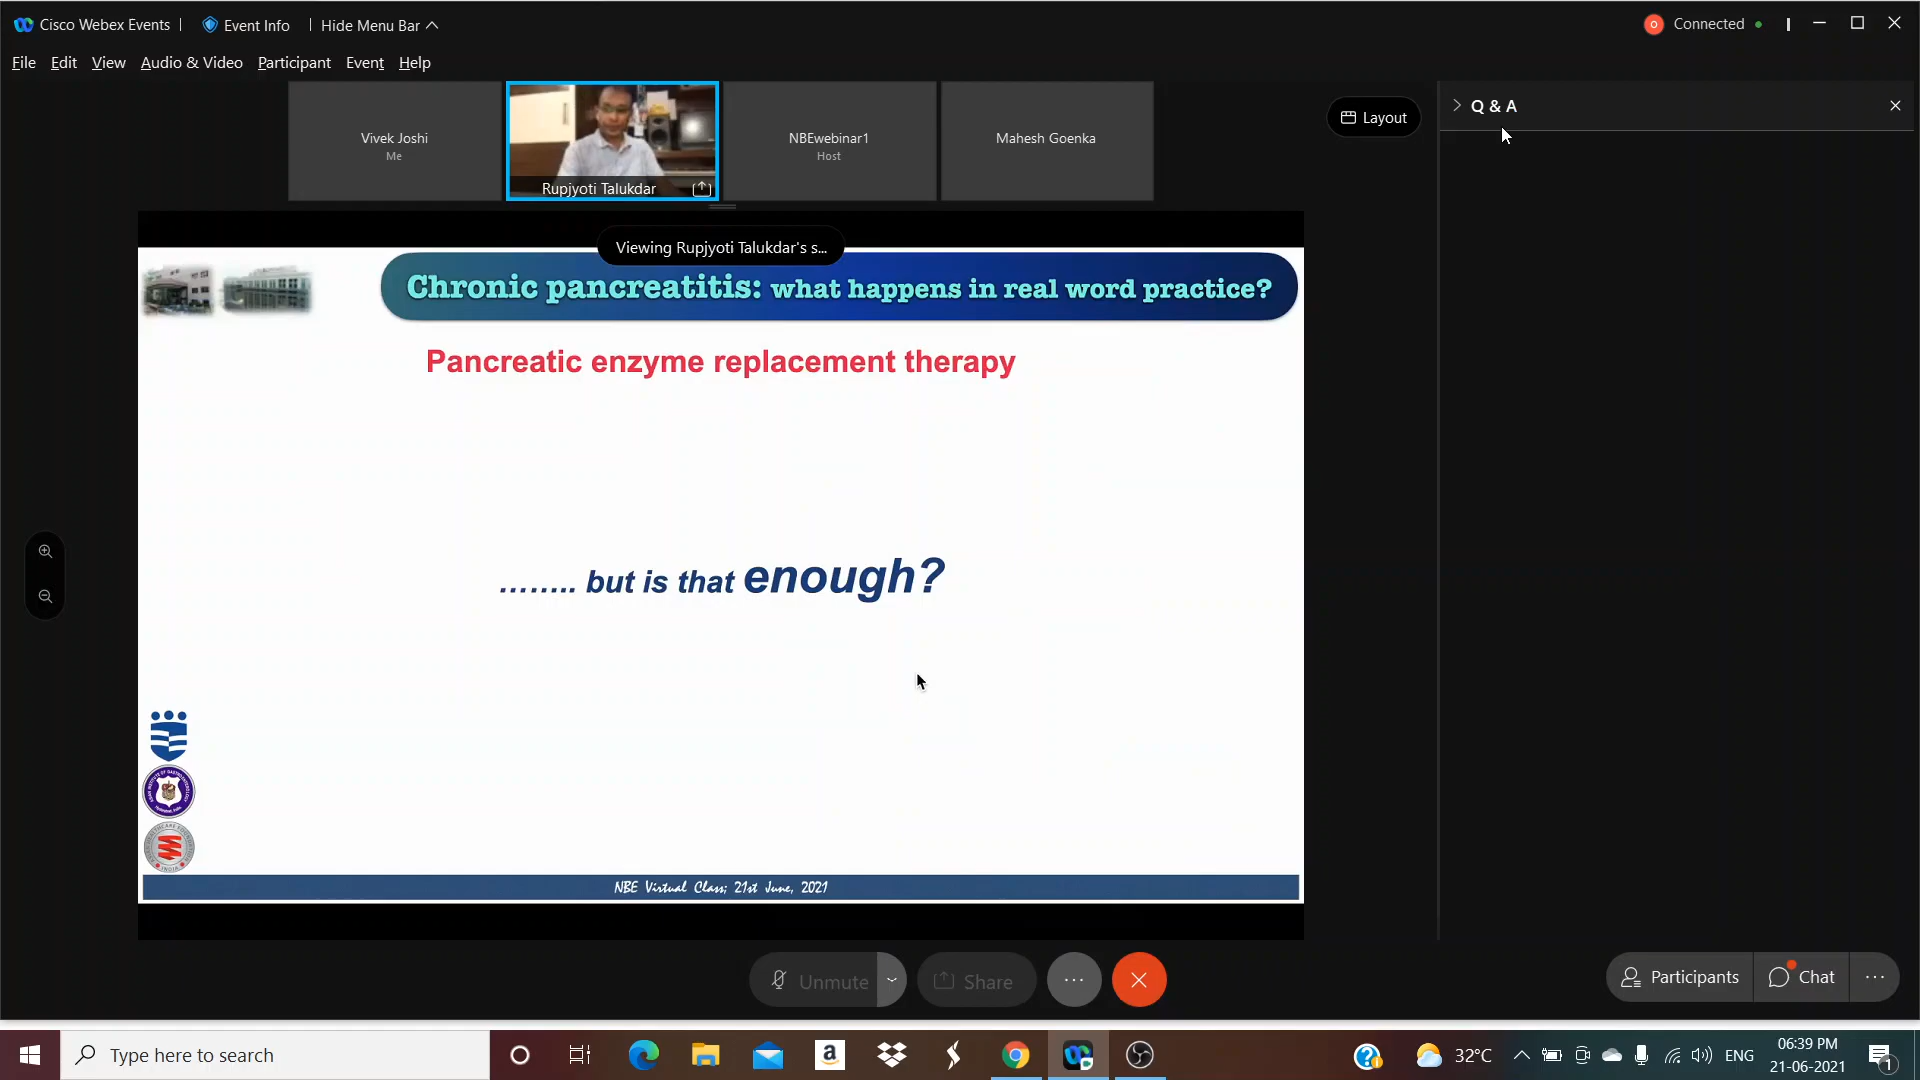 Cisco Webex Events
Event Info
Hide Menu Bar
Connected
File Edit View Audio & Video Participant Event Help
Vivek Joshi
Me
Rupjyoti Talukdar
NBEwebinar1
Host
Mahesh Goenka
Layout
Q & A
Viewing Rupjyoti Talukdar's s...
Chronic pancreatitis: what happens in real word practice?
Pancreatic enzyme replacement therapy
........ but is that enough?
NBE Virtual Class; 21st June, 2021
Unmute
Share
Participants
Chat
Type here to search
32°C
ENG
06:39 PM
21-06-2021
1